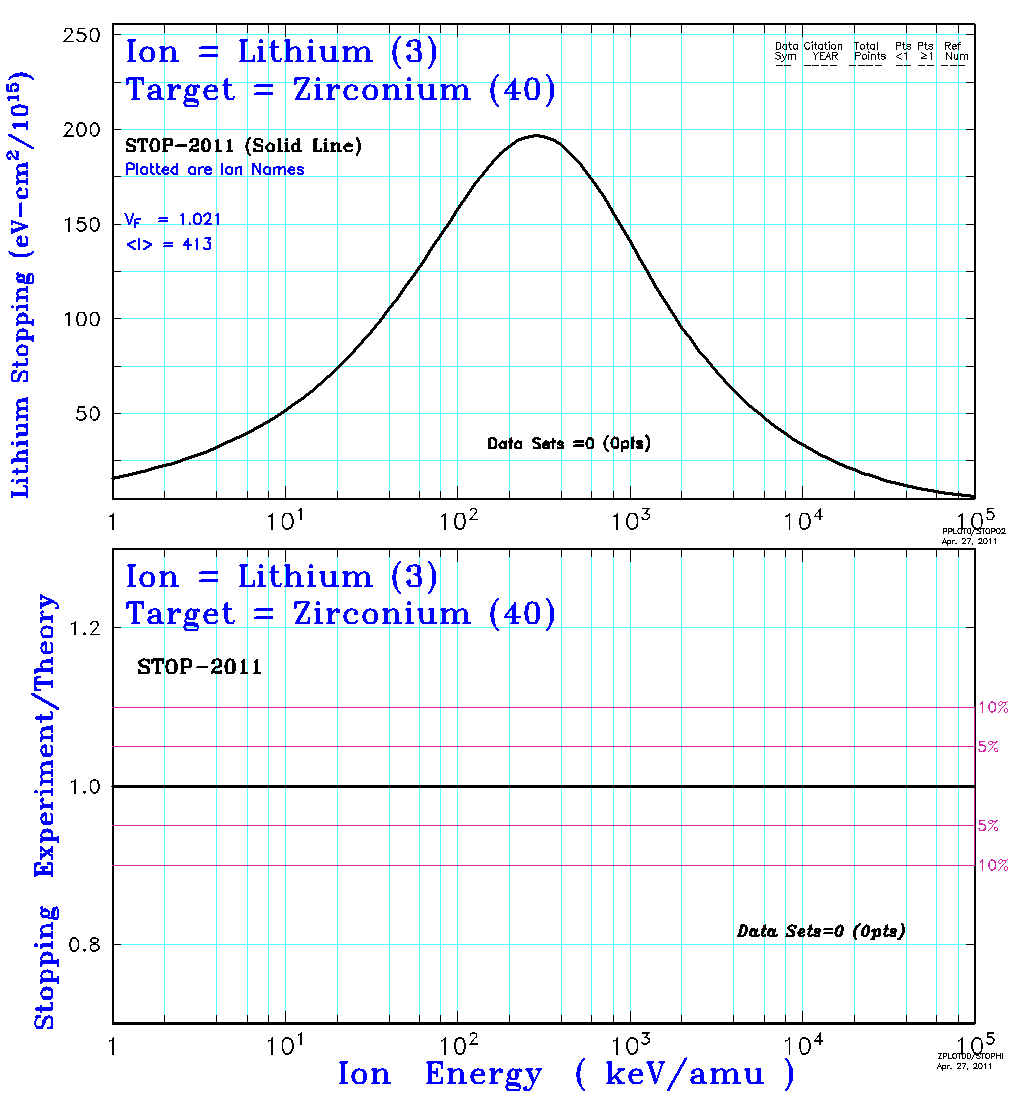 Ion = Lithium (3)
Target = Zirconium (40)
Data Citation Total Pts Pts Ref
Sym YEAR Points <1 ≥1 Num
STOP-2011 (Solid Line)
Plotted are Ion Names
VF = 1.021
<I> = 413
Data Sets =0 (0pts)
Lithium Stopping (eV-cm²/10¹⁵)
250
200
150
100
50
1 10¹ 10² 10³ 10⁴ 10⁵
PPLOT0/STOP02
Apr. 27, 2011
Ion = Lithium (3)
Target = Zirconium (40)
STOP-2011
Stopping Experiment/Theory
1.2
1.0
0.8
10%
5%
5%
10%
Data Sets=0 (0pts)
1 10¹ 10² 10³ 10⁴ 10⁵
Ion Energy ( keV/amu )
Apr. 27, 2011